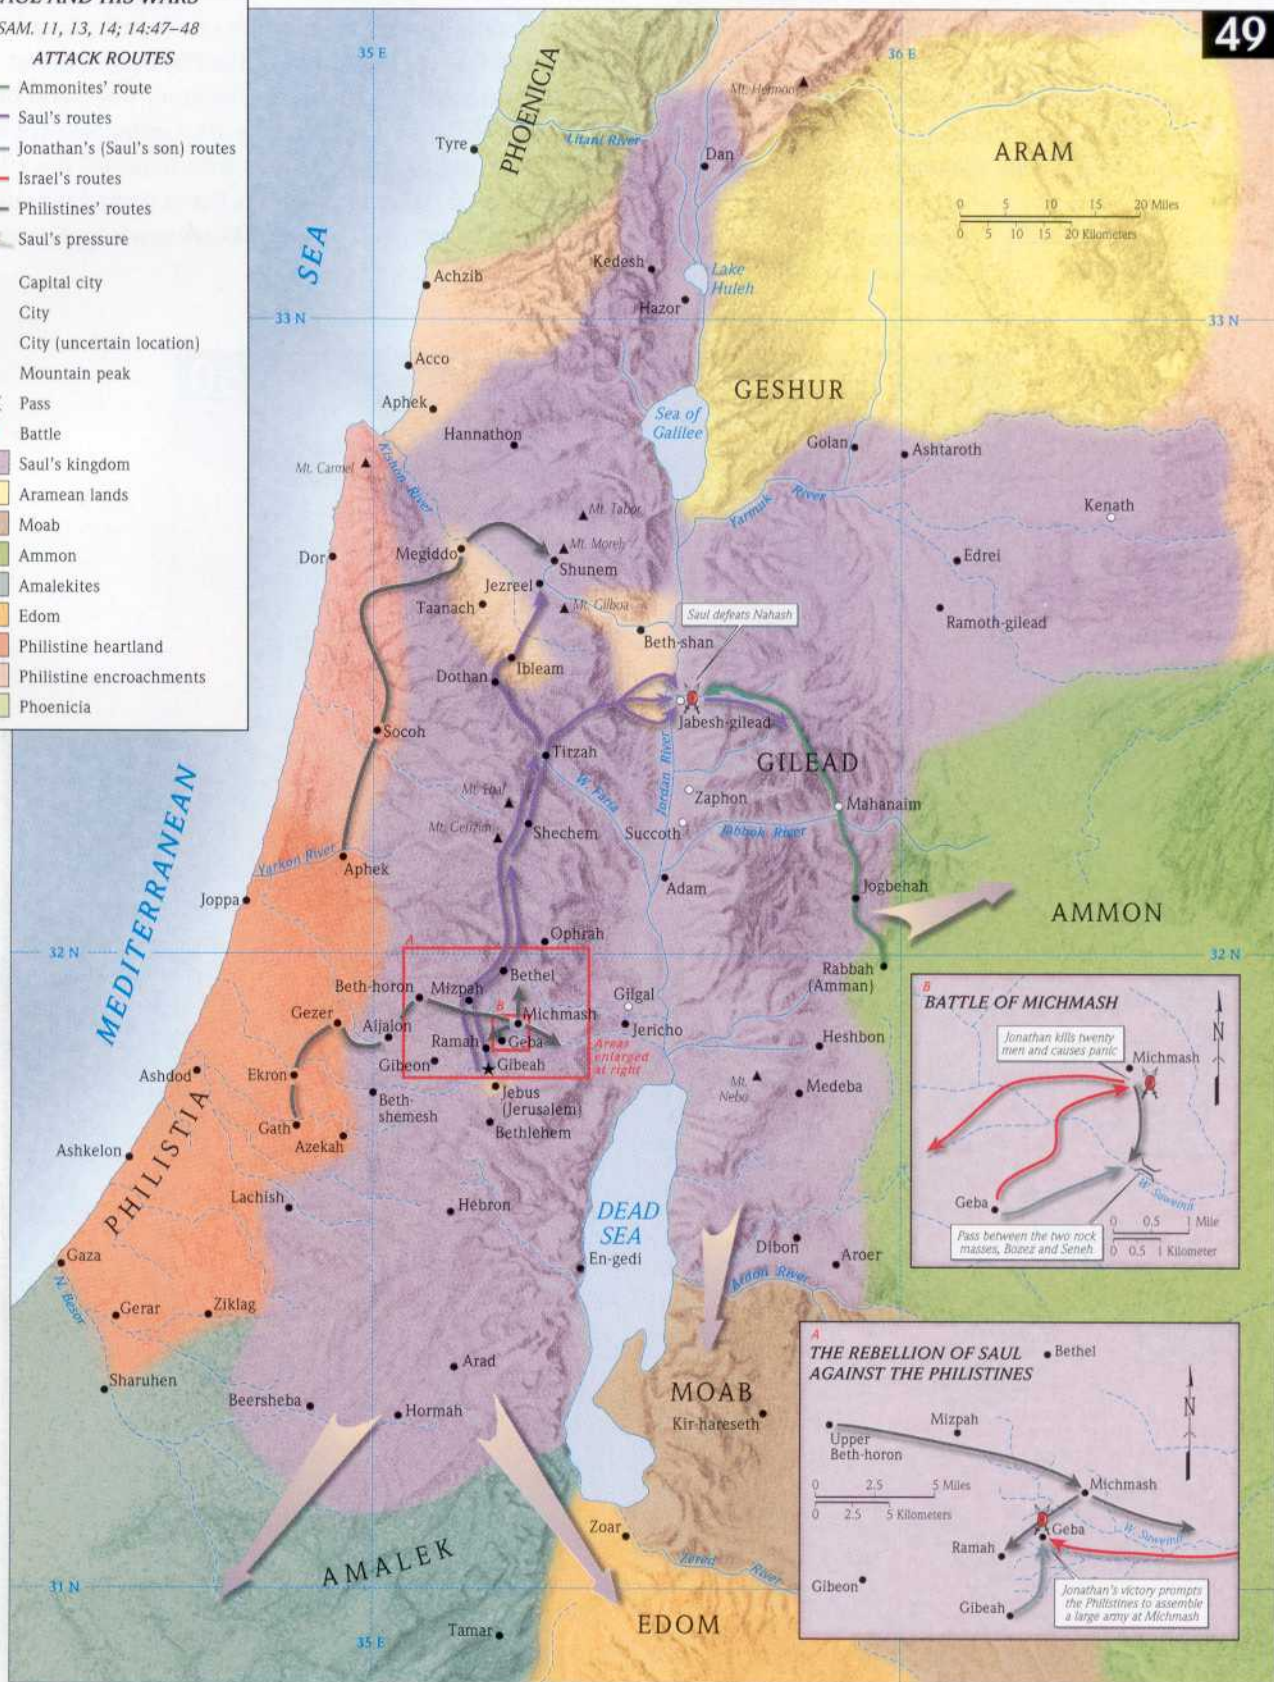 AND HIS WARS
SAM. 11, 13, 14; 14:47–48
ATTACK ROUTES
Ammonites' route
Saul's routes
Jonathan's (Saul's son) routes
Israel's routes
Philistines' routes
Saul's pressure
Capital city
City
City (uncertain location)
Mountain peak
Pass
Battle
Saul's kingdom
Aramean lands
Moab
Ammon
Amalekites
Edom
Philistine heartland
Philistine encroachments
Phoenicia
49
35 E
36 E
PHOENICIA
Mt. Hermon
Litani River
Tyre
Dan
ARAM
0 5 10 15 20 Miles
0 5 10 15 20 Kilometers
MEDITERRANEAN SEA
Kedesh
Lake
Huleh
Achzib
Hazor
33 N
33 N
Acco
GESHUR
Aphek
Sea of
Galilee
Hannathon
Golan
Ashtaroth
Mt. Carmel
Kishon River
Yarmuk River
Kenath
Mt. Tabor
Mt. Moreh
Dor
Megiddo
Shunem
Edrei
Jezreel
Taanach
Mt. Gilboa
Saul defeats Nahash
Ramoth-gilead
Beth-shan
Ibleam
Dothan
Jabesh-gilead
Socoh
Tirzah
GILEAD
Jordan River
W. Faria
Mt. Ebal
Zaphon
Mahanaim
Mt. Gerizim
Shechem
Succoth
Jabbok River
Yarkon River
Aphek
Adam
Jogbehah
Joppa
AMMON
Ophrah
32 N
32 N
A
Bethel
Rabbah
(Amman)
Beth-horon
Mizpah
Gilgal
B
Michmash
Gezer
Aijalon
Jericho
Ramah
Geba
Areas
enlarged
at right
Heshbon
Gibeon
Gibeah
Ashdod
Ekron
Mt.
Nebo
Medeba
Beth-
shemesh
Jebus
(Jerusalem)
Gath
Azekah
Bethlehem
Ashkelon
PHILISTIA
Lachish
Hebron
DEAD
SEA
Dibon
Aroer
Gaza
En-gedi
Arnon River
N. Besor
Gerar
Ziklag
Arad
Sharuhen
MOAB
Beersheba
Hormah
Kir-hareseth
Zoar
Zered River
AMALEK
31 N
EDOM
Tamar
35 E
B
BATTLE OF MICHMASH
N
Jonathan kills twenty
men and causes panic
Michmash
W. Suweinit
Geba
0 0.5 1 Mile
0 0.5 1 Kilometer
Pass between the two rock
masses, Bozez and Seneh
A
THE REBELLION OF SAUL
AGAINST THE PHILISTINES
Bethel
N
Mizpah
Upper
Beth-horon
0 2.5 5 Miles
0 2.5 5 Kilometers
Michmash
Geba
W. Suweinit
Ramah
Gibeon
Gibeah
Jonathan's victory prompts
the Philistines to assemble
a large army at Michmash